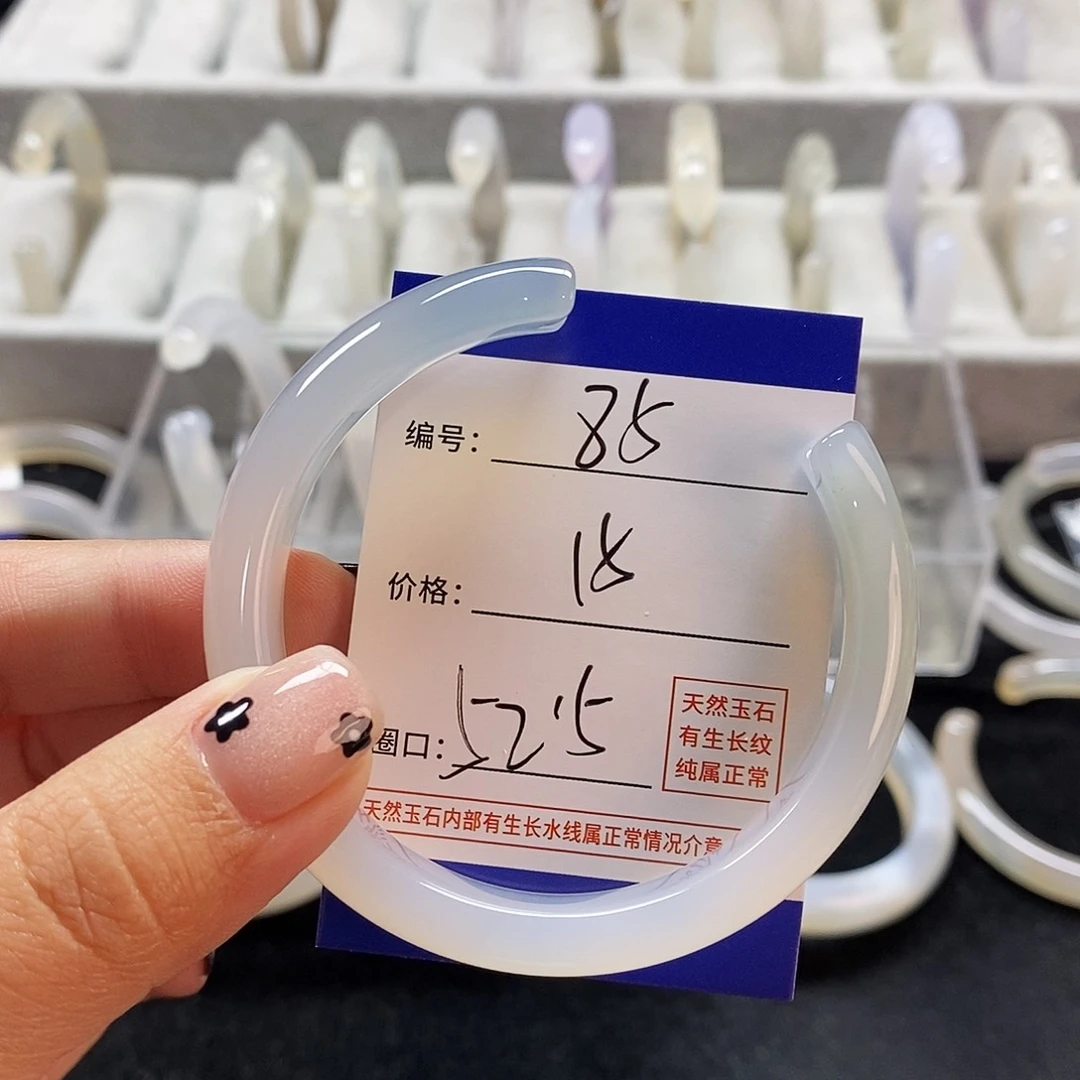 编号: 85
价格: 15
圈口: 52.5
天然玉石
有生长纹
纯属正常
天然玉石内部有生长水线属正常情况介意